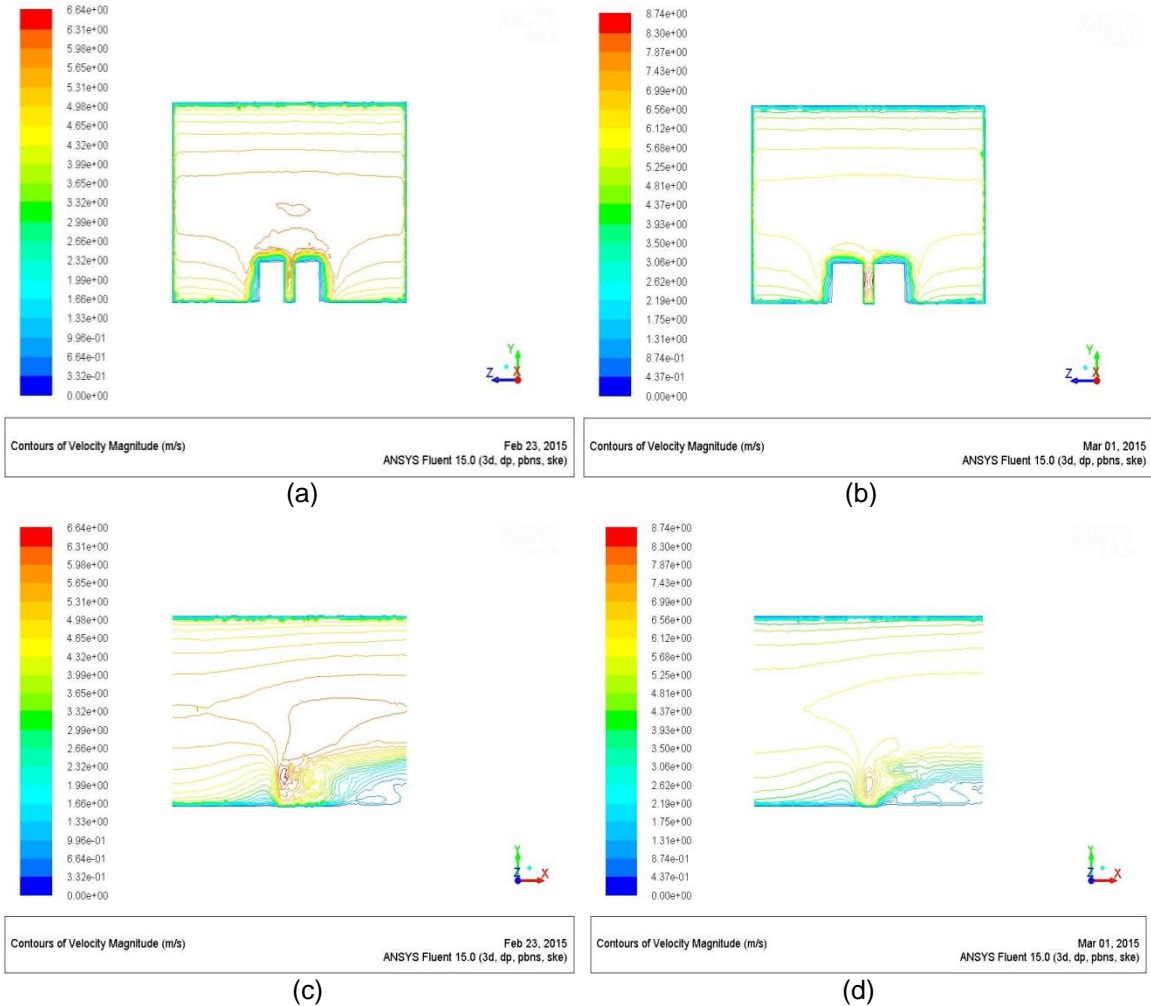 6.64e+00
6.31e+00
5.98e+00
5.65e+00
5.31e+00
4.98e+00
4.65e+00
4.32e+00
3.99e+00
3.65e+00
3.32e+00
2.99e+00
2.66e+00
2.32e+00
1.99e+00
1.66e+00
1.33e+00
9.96e-01
6.64e-01
3.32e-01
0.00e+00
Y
Z X
Contours of Velocity Magnitude (m/s) Feb 23, 2015
ANSYS Fluent 15.0 (3d, dp, pbns, ske)
(a)
8.74e+00
8.30e+00
7.87e+00
7.43e+00
6.99e+00
6.56e+00
6.12e+00
5.68e+00
5.25e+00
4.81e+00
4.37e+00
3.93e+00
3.50e+00
3.06e+00
2.62e+00
2.19e+00
1.75e+00
1.31e+00
8.74e-01
4.37e-01
0.00e+00
Y
Z X
Contours of Velocity Magnitude (m/s) Mar 01, 2015
ANSYS Fluent 15.0 (3d, dp, pbns, ske)
(b)
6.64e+00
6.31e+00
5.98e+00
5.65e+00
5.31e+00
4.98e+00
4.65e+00
4.32e+00
3.99e+00
3.65e+00
3.32e+00
2.99e+00
2.66e+00
2.32e+00
1.99e+00
1.66e+00
1.33e+00
9.96e-01
6.64e-01
3.32e-01
0.00e+00
Y
Z X
Contours of Velocity Magnitude (m/s) Feb 23, 2015
ANSYS Fluent 15.0 (3d, dp, pbns, ske)
(c)
8.74e+00
8.30e+00
7.87e+00
7.43e+00
6.99e+00
6.56e+00
6.12e+00
5.68e+00
5.25e+00
4.81e+00
4.37e+00
3.93e+00
3.50e+00
3.06e+00
2.62e+00
2.19e+00
1.75e+00
1.31e+00
8.74e-01
4.37e-01
0.00e+00
Y
Z X
Contours of Velocity Magnitude (m/s) Mar 01, 2015
ANSYS Fluent 15.0 (3d, dp, pbns, ske)
(d)